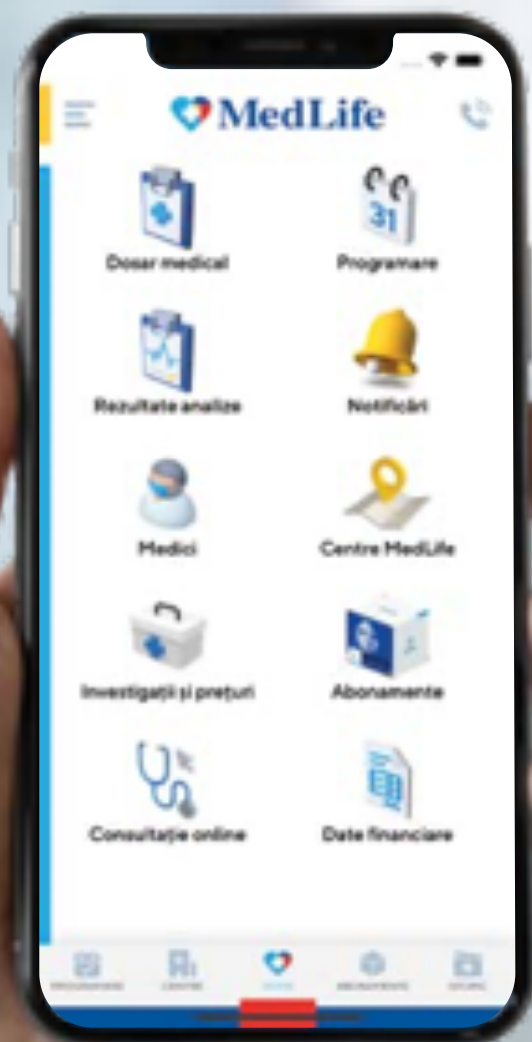 MedLife
Dosar medical
Programare
31
Rezultate analize
Notificări
Medici
Centre MedLife
Investigații și prețuri
Abonamente
Consultație online
Date financiare